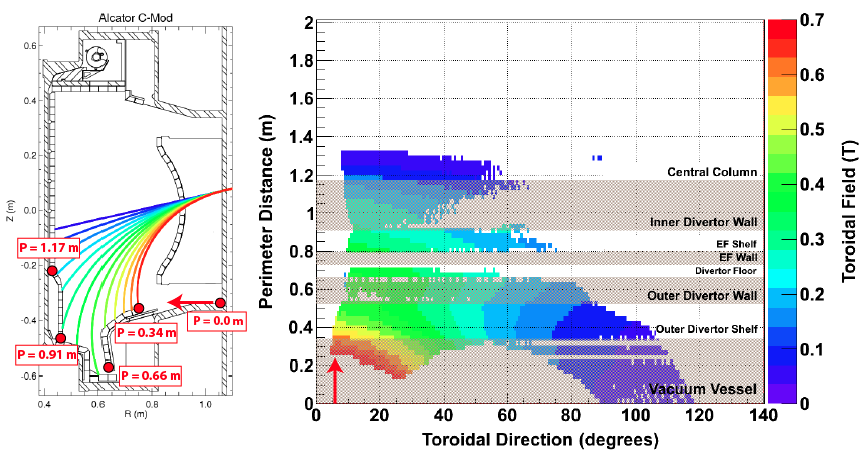 Alcator C-Mod
0.6
0.4
0.2
0.0
-0.2
-0.4
-0.6
Z (m)
0.4
0.6
0.8
1.0
R (m)
P = 1.17 m
P = 0.0 m
P = 0.34 m
P = 0.91 m
P = 0.66 m
2
1.8
1.6
1.4
1.2
1
0.8
0.6
0.4
0.2
0
Perimeter Distance (m)
Central Column
Inner Divertor Wall
EF Shelf
EF Wall
Divertor Floor
Outer Divertor Wall
Outer Divertor Shelf
Vacuum Vessel
0
20
40
60
80
100
120
140
Toroidal Direction (degrees)
0.7
0.6
0.5
0.4
0.3
0.2
0.1
0
Toroidal Field (T)